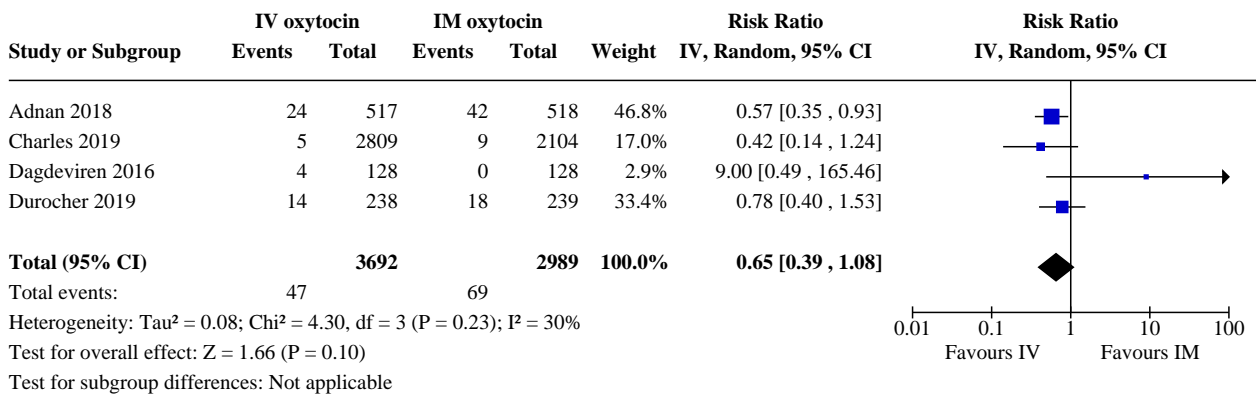 IV oxytocin IM oxytocin Risk Ratio Risk Ratio
Study or Subgroup Events Total Events Total Weight IV, Random, 95% CI IV, Random, 95% CI
Adnan 2018 24 517 42 518 46.8% 0.57 [0.35 , 0.93]
Charles 2019 5 2809 9 2104 17.0% 0.42 [0.14 , 1.24]
Dagdeviren 2016 4 128 0 128 2.9% 9.00 [0.49 , 165.46]
Durocher 2019 14 238 18 239 33.4% 0.78 [0.40 , 1.53]
Total (95% CI) 3692 2989 100.0% 0.65 [0.39 , 1.08]
Total events: 47 69
Heterogeneity: Tau² = 0.08; Chi² = 4.30, df = 3 (P = 0.23); I² = 30%
0.01 0.1 1 10 100
Test for overall effect: Z = 1.66 (P = 0.10)
Favours IV Favours IM
Test for subgroup differences: Not applicable